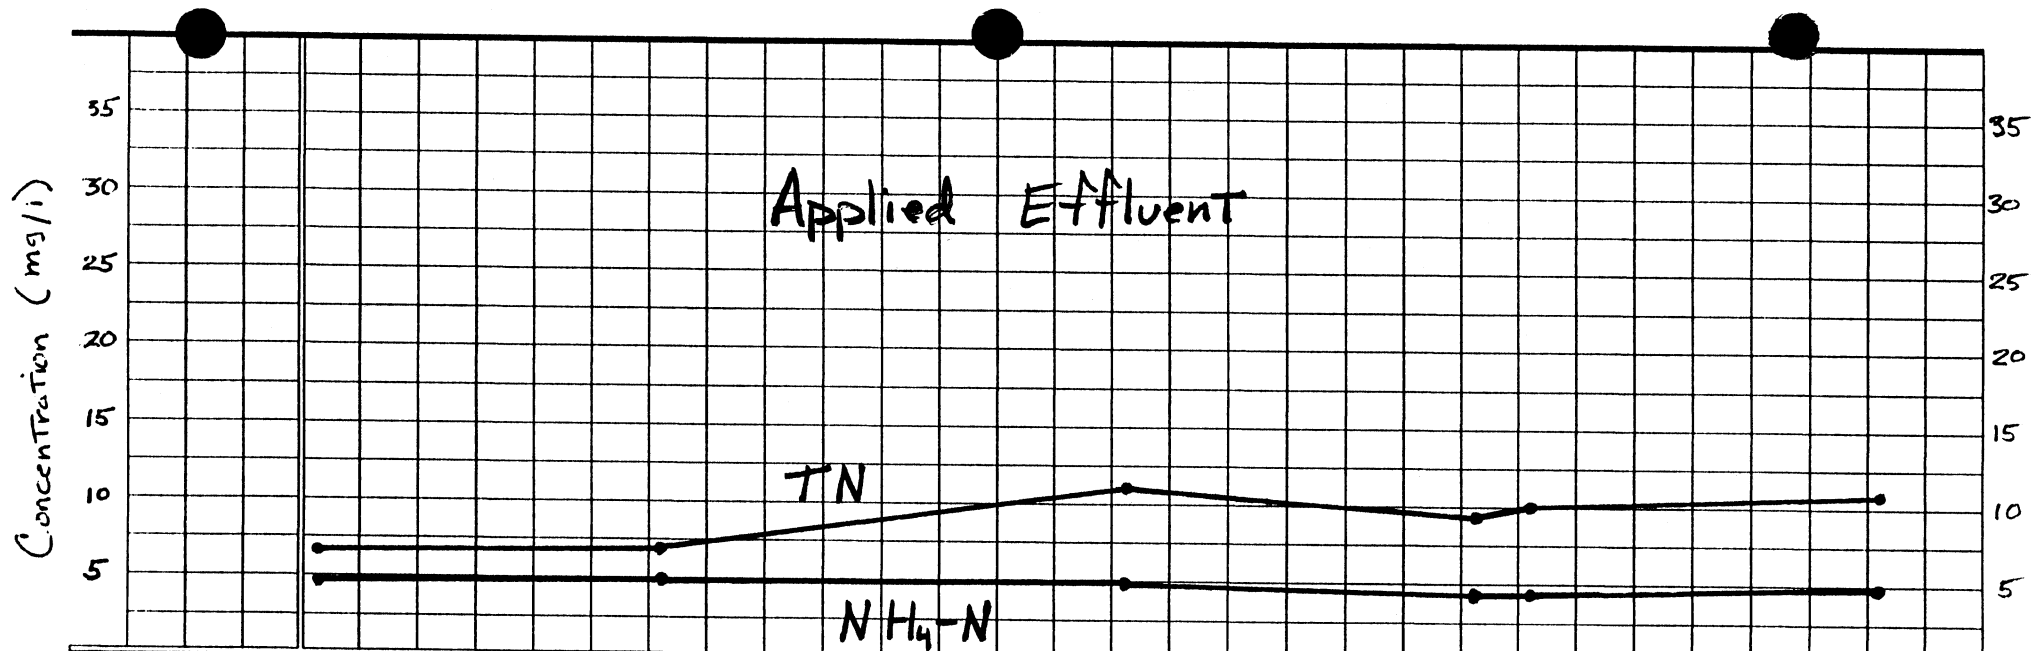 35 35
Applied Effluent
30 30
25 25
20 20
15 15
TN
10 10
5 5
NH₄-N
Concentration (mg/i)